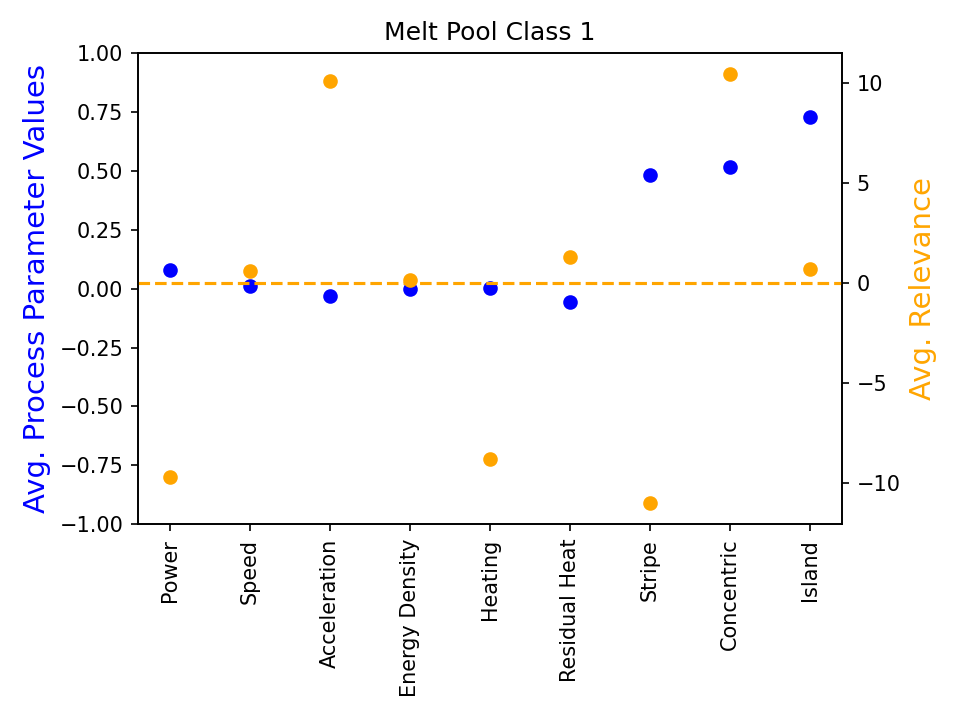 Melt Pool Class 1
Avg. Process Parameter Values
1.00
0.75
0.50
0.25
0.00
−0.25
−0.50
−0.75
−1.00
10
5
0
−5
−10
Avg. Relevance
Power
Speed
Acceleration
Energy Density
Heating
Residual Heat
Stripe
Concentric
Island